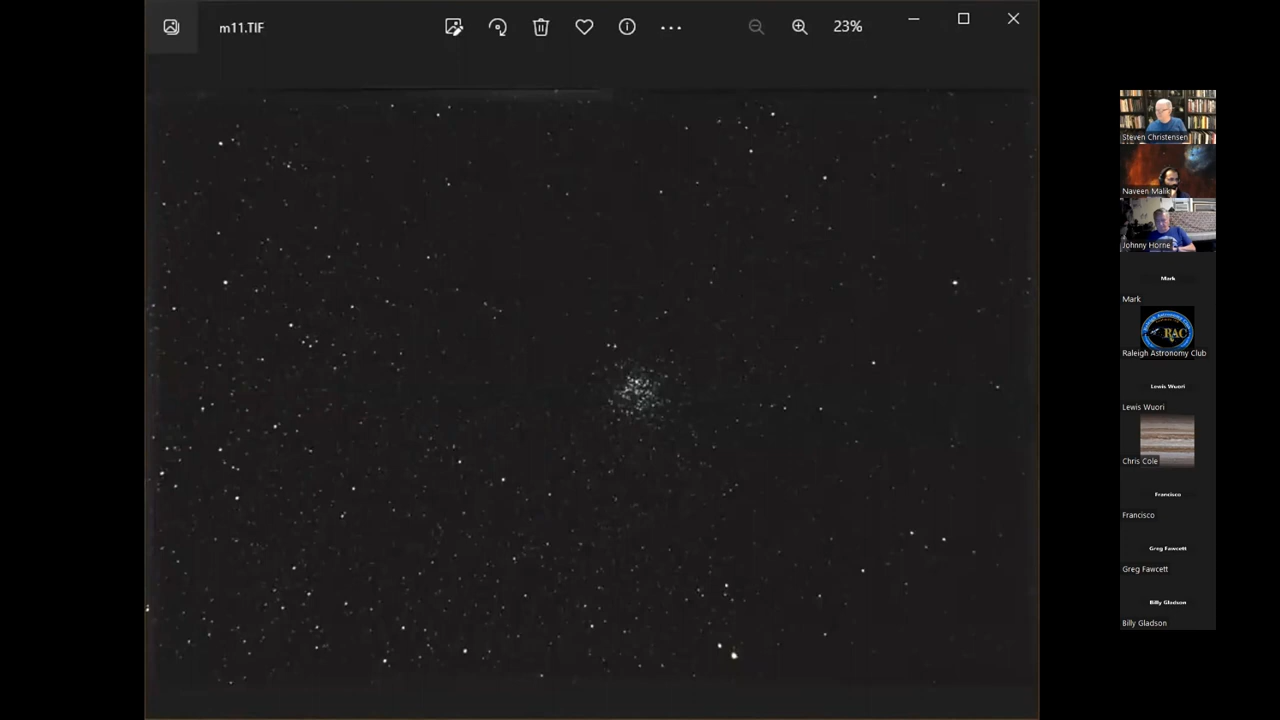 m11.TIF
23%
Steven Christensen
Naveen Malik
Johnny Horne
Mark
Mark
RAC
Raleigh Astronomy Club
Lewis Wuori
Lewis Wuori
Chris Cole
Francisco
Francisco
Greg Fawcett
Greg Fawcett
Billy Gladson
Billy Gladson